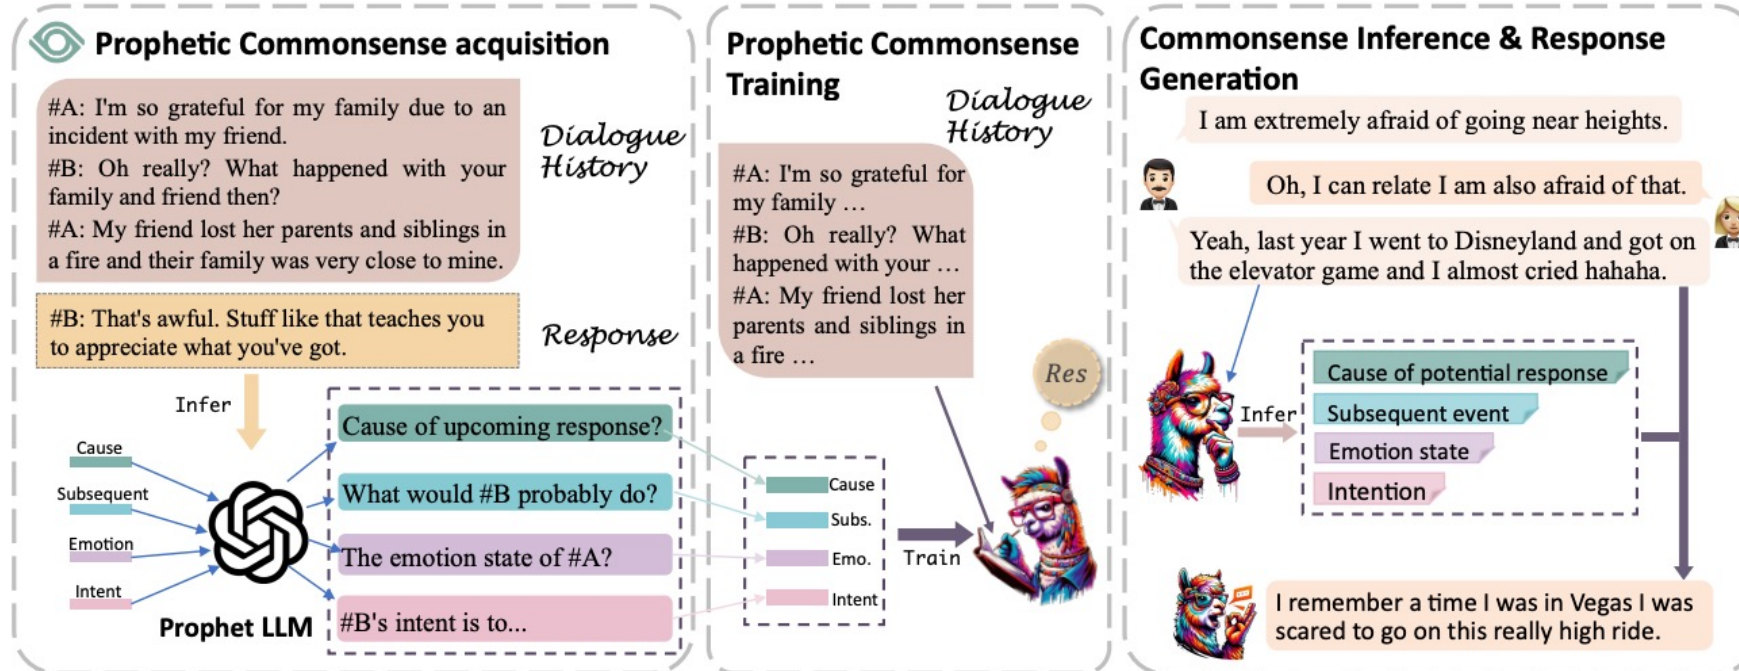 Prophetic Commonsense acquisition
#A: I'm so grateful for my family due to an
incident with my friend.
#B: Oh really? What happened with your
family and friend then?
#A: My friend lost her parents and siblings in
a fire and their family was very close to mine.
Dialogue
History
#B: That's awful. Stuff like that teaches you
to appreciate what you've got.
Response
Infer
Cause
Subsequent
Emotion
Intent
Prophet LLM
Cause of upcoming response?
What would #B probably do?
The emotion state of #A?
#B's intent is to...
Prophetic Commonsense
Training
Dialogue
History
#A: I'm so grateful for
my family ...
#B: Oh really? What
happened with your ...
#A: My friend lost her
parents and siblings in
a fire ...
Res
Cause
Subs.
Emo.
Intent
Train
Commonsense Inference & Response
Generation
I am extremely afraid of going near heights.
Oh, I can relate I am also afraid of that.
Yeah, last year I went to Disneyland and got on
the elevator game and I almost cried hahaha.
Infer
Cause of potential response
Subsequent event
Emotion state
Intention
I remember a time I was in Vegas I was
scared to go on this really high ride.